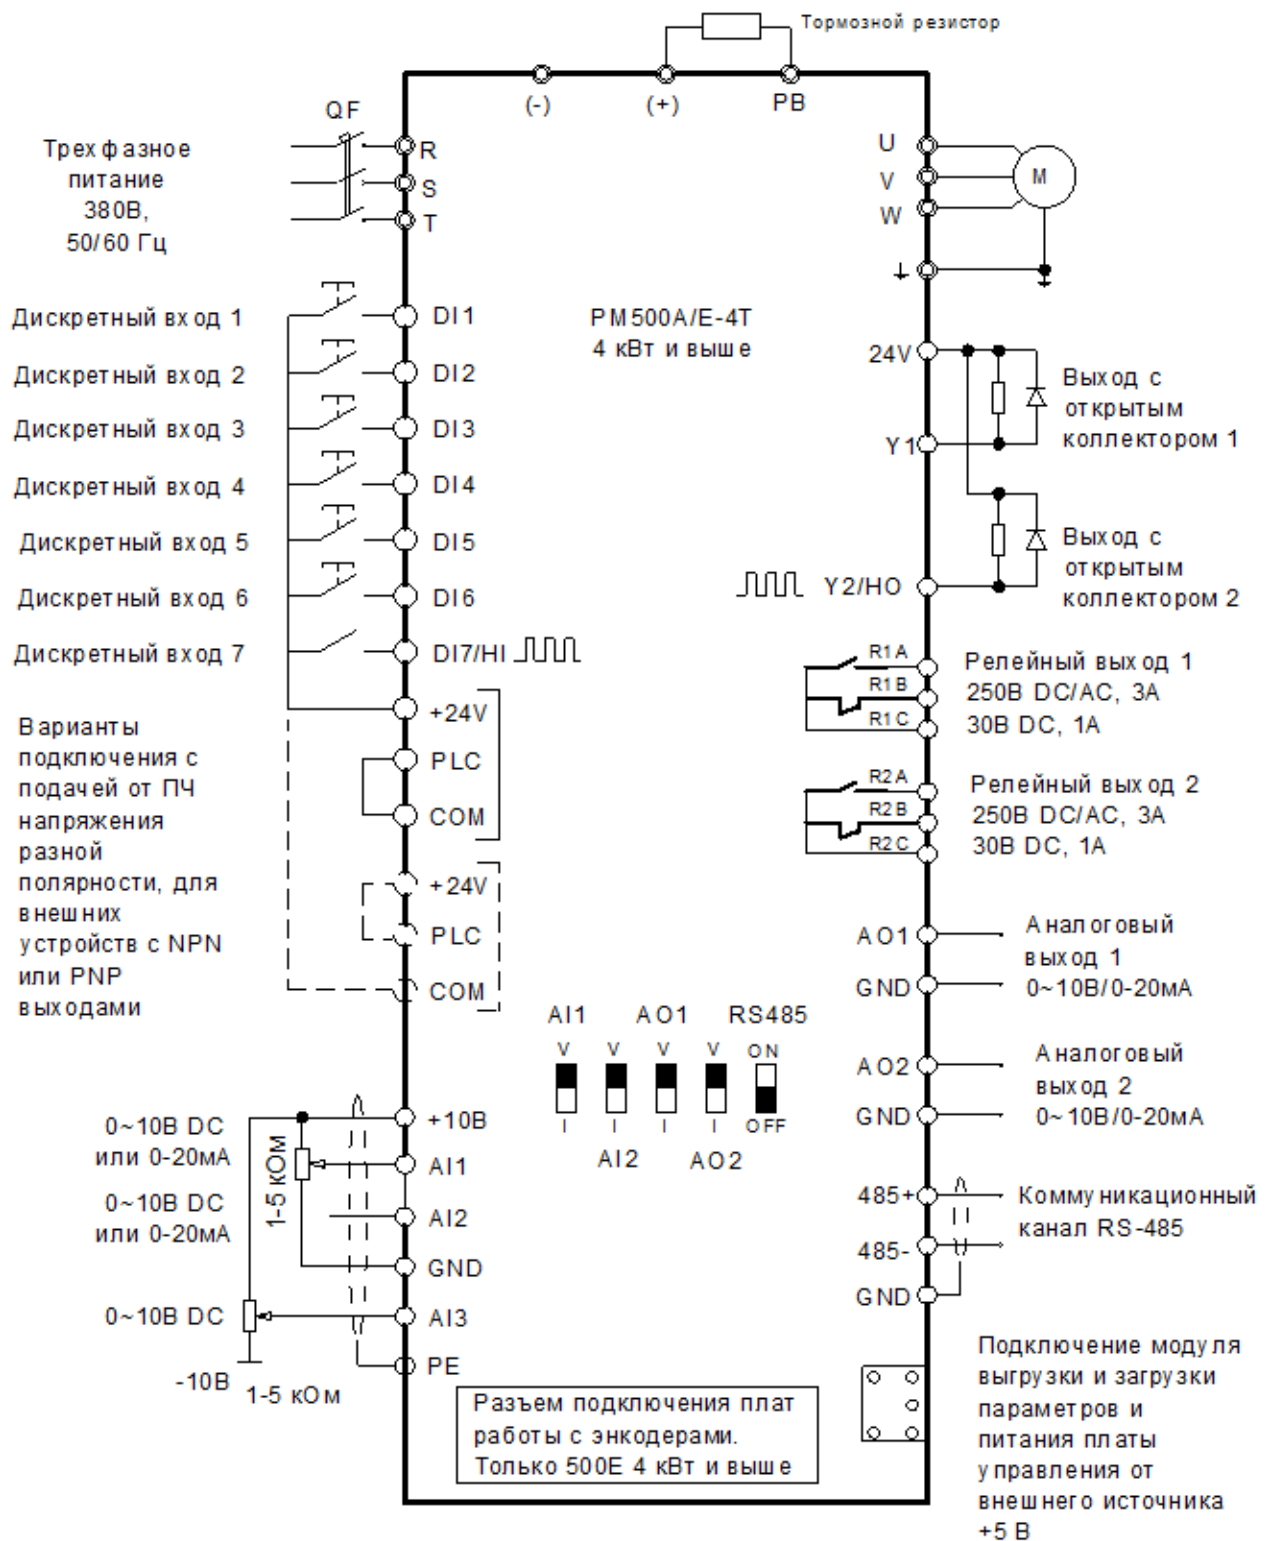 Тормозной резистор
(-)
(+)
PB
QF
Трехфазное
питание
380В,
50/60 Гц
R
S
T
U
V
W
M
Дискретный вход 1
DI1
Дискретный вход 2
DI2
Дискретный вход 3
DI3
Дискретный вход 4
DI4
Дискретный вход 5
DI5
Дискретный вход 6
DI6
Дискретный вход 7
DI7/HI
PM500A/E-4T
4 кВт и выше
24V
Y1
Выход с
открытым
коллектором 1
Y2/HO
Выход с
открытым
коллектором 2
R1A
R1B
R1C
Релейный выход 1
250В DC/AC, 3А
30В DC, 1А
R2A
R2B
R2C
Релейный выход 2
250В DC/AC, 3А
30В DC, 1А
+24V
PLC
COM
+24V
PLC
COM
Варианты
подключения с
подачей от ПЧ
напряжения
разной
полярности, для
внешних
устройств с NPN
или PNP
выходами
AO1
GND
Аналоговый
выход 1
0~10В/0-20мА
AO2
GND
Аналоговый
выход 2
0~10В/0-20мА
AI1
AO1
RS485
V
V
V
V
ON
I
I
I
I
OFF
AI2
AO2
0~10В DC
или 0-20мА
0~10В DC
или 0-20мА
1-5 кОм
+10В
AI1
AI2
GND
0~10В DC
AI3
-10В
1-5 кОм
PE
485+
485-
GND
Коммуникационный
канал RS-485
Разъем подключения плат
работы с энкодерами.
Только 500E 4 кВт и выше
Подключение модуля
выгрузки и загрузки
параметров и
питания платы
управления от
внешнего источника
+5 В